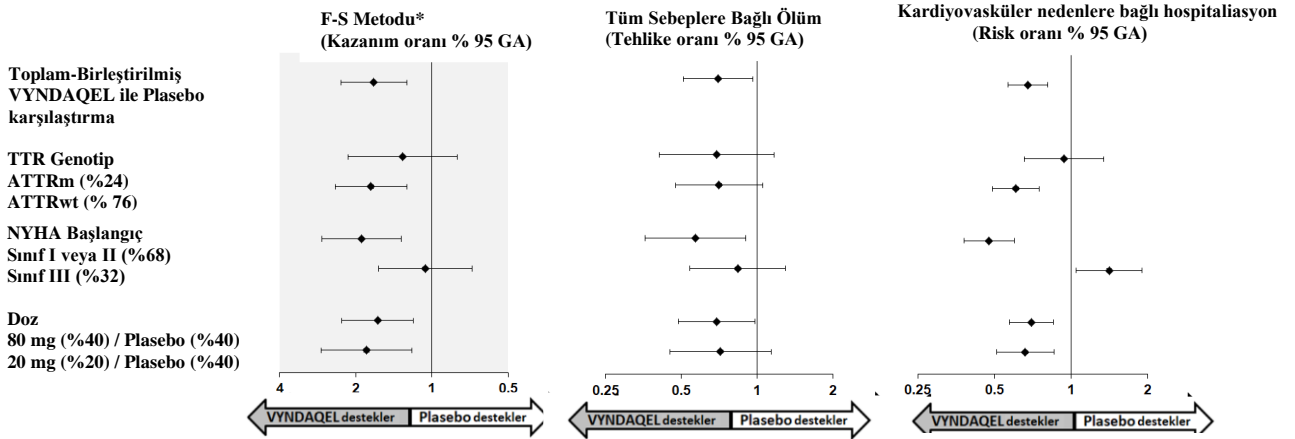 F-S Metodu*
(Kazanım oranı % 95 GA)
Tüm Sebeplere Bağlı Ölüm
(Tehlike oranı % 95 GA)
Kardiyovasküler nedenlere bağlı hospitaliasyon
(Risk oranı % 95 GA)
Toplam-Birleştirilmiş
VYNDAQEL ile Plasebo
karşılaştırma
TTR Genotip
ATTRm (%24)
ATTRwt (% 76)
NYHA Başlangıç
Sınıf I veya II (%68)
Sınıf III (%32)
Doz
80 mg (%40) / Plasebo (%40)
20 mg (%20) / Plasebo (%40)
4 2 1 0.5
0.25 0.5 1 2
0.25 0.5 1 2
VYNDAQEL destekler Plasebo destekler
VYNDAQEL destekler Plasebo destekler
VYNDAQEL destekler Plasebo destekler